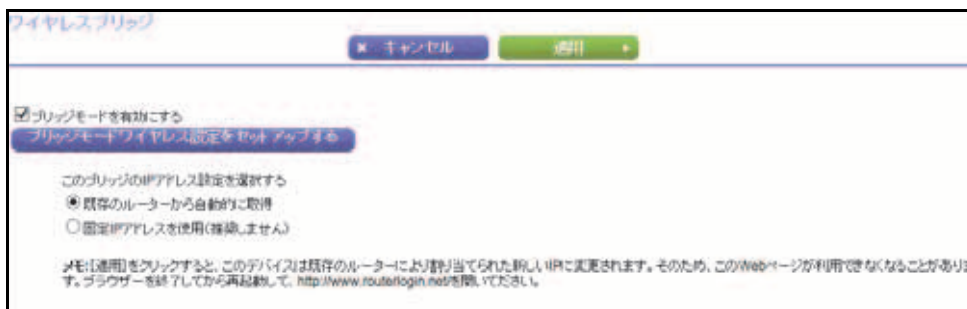 ワイヤレスブリッジ
× キャンセル
適用
ブリッジモードを有効にする
ブリッジモードワイヤレス設定をセットアップする
このブリッジのIPアドレス設定を選択する
既存のルーターから自動的に取得
固定IPアドレスを使用(推奨しません)
メモ:[適用]をクリックすると、このデバイスは既存のルーターにより割り当てられた新しいIPに変更されます。そのため、このWebページが利用できなくなることがありま
す。ブラウザーを終了してから再起動して、http://www.routerlogin.netを開いてください。